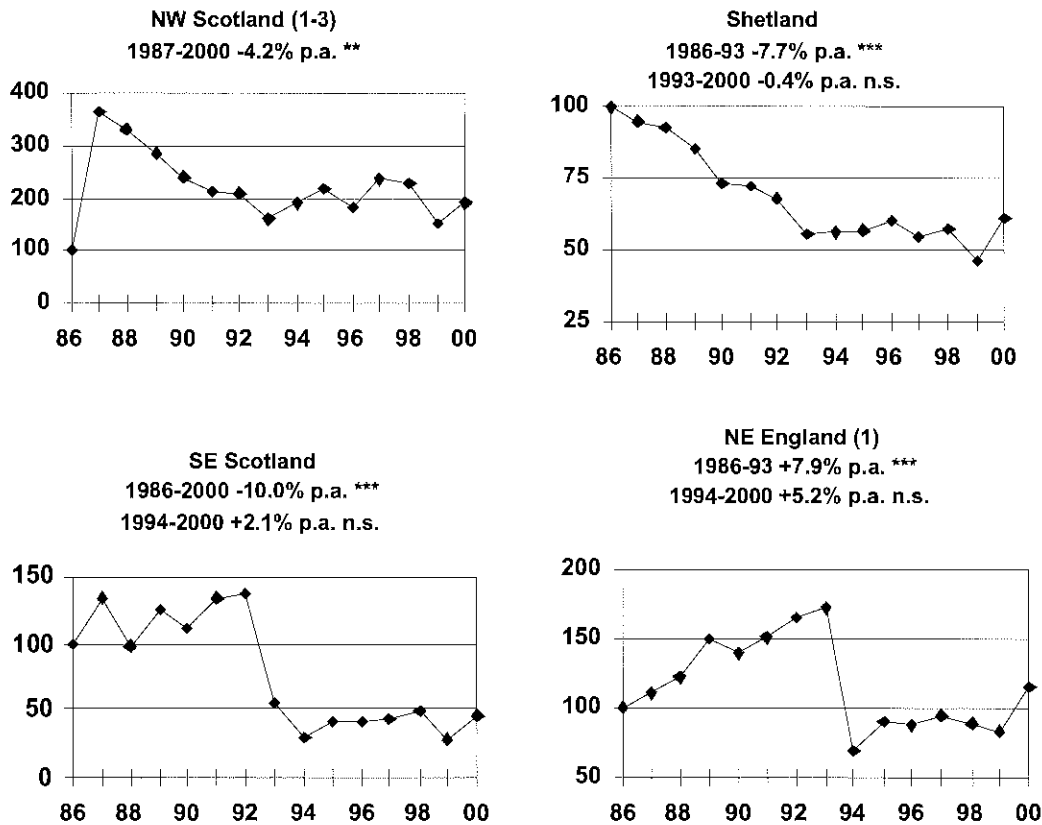 NW Scotland (1-3)
1987-2000 -4.2% p.a. **
400
300
200
100
0
86 88 90 92 94 96 98 00
Shetland
1986-93 -7.7% p.a. ***
1993-2000 -0.4% p.a. n.s.
100
75
50
25
86 88 90 92 94 96 98 00
SE Scotland
1986-2000 -10.0% p.a. ***
1994-2000 +2.1% p.a. n.s.
150
100
50
0
86 88 90 92 94 96 98 00
NE England (1)
1986-93 +7.9% p.a. ***
1994-2000 +5.2% p.a. n.s.
200
150
100
50
86 88 90 92 94 96 98 00